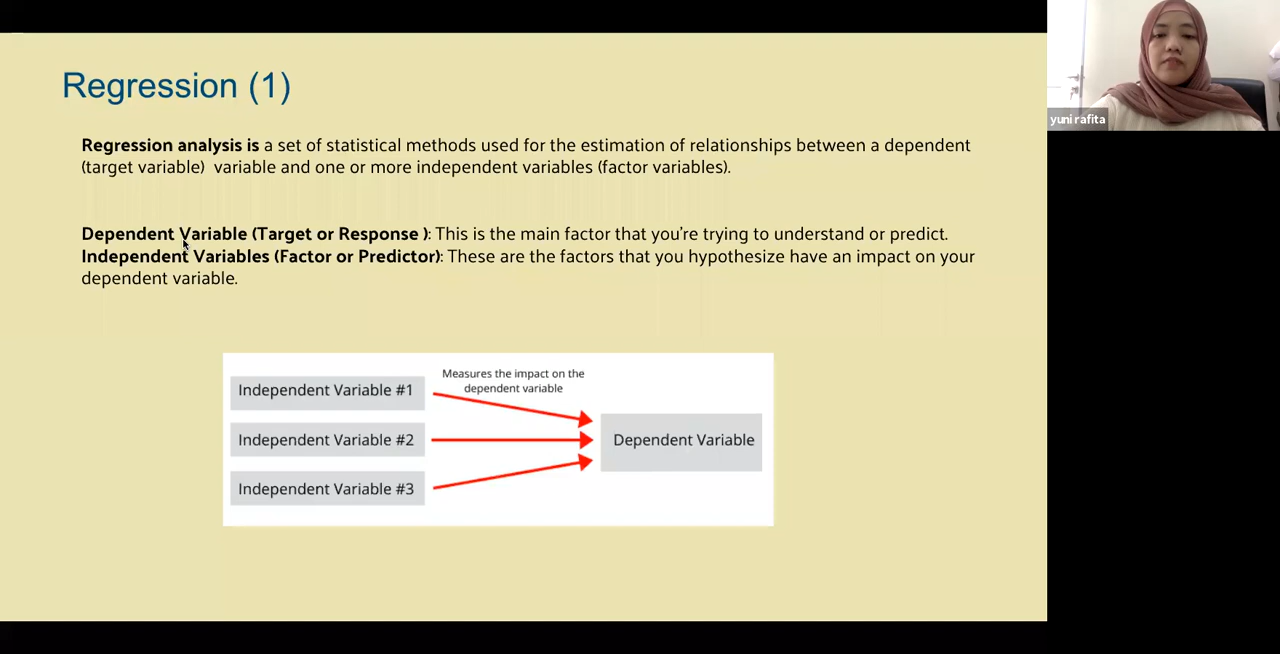 Regression (1)
Regression analysis is a set of statistical methods used for the estimation of relationships between a dependent
(target variable)  variable and one or more independent variables (factor variables).
Dependent Variable (Target or Response ): This is the main factor that you're trying to understand or predict.
Independent Variables (Factor or Predictor): These are the factors that you hypothesize have an impact on your
dependent variable.
Measures the impact on the
dependent variable
Independent Variable #1
Independent Variable #2
Independent Variable #3
Dependent Variable
yuni rafita